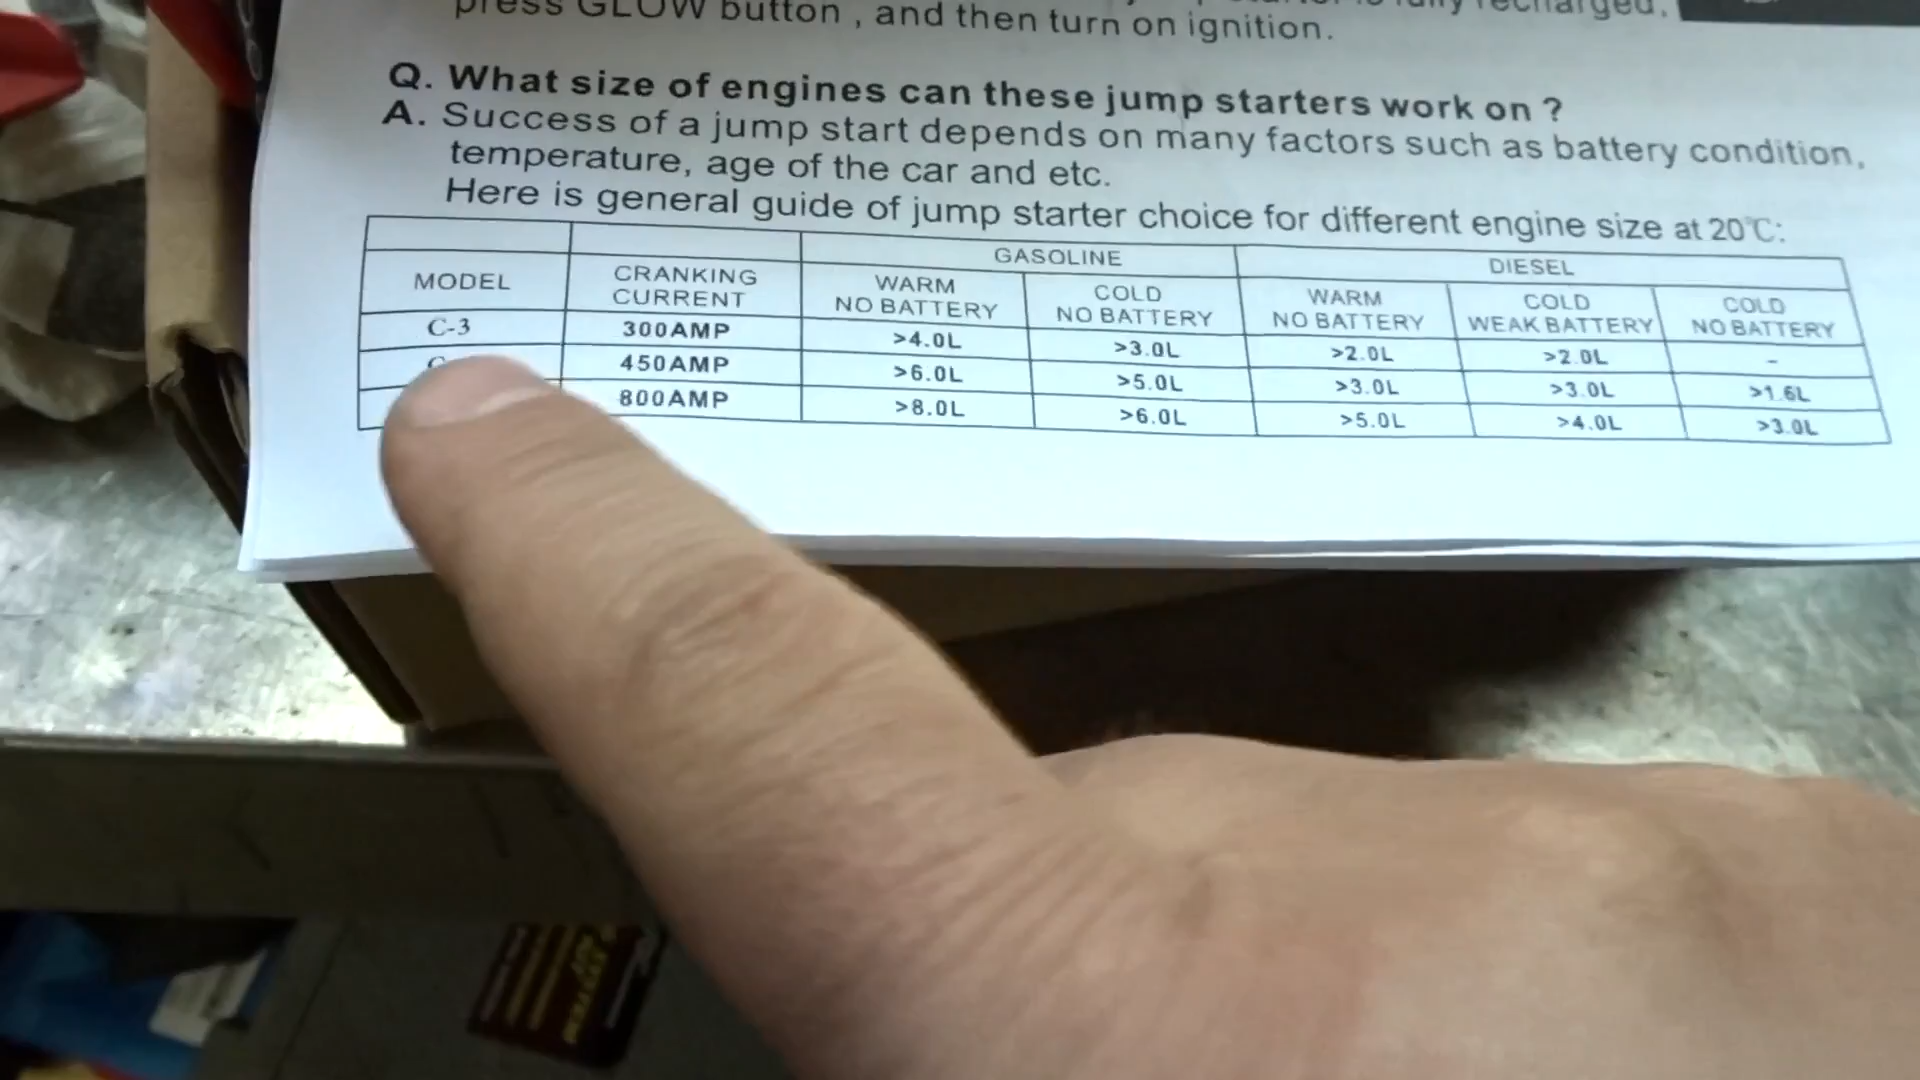 press GLOW button , and then turn on ignition.
Q. What size of engines can these jump starters work on ?
A. Success of a jump start depends on many factors such as battery condition,
temperature, age of the car and etc.
Here is general guide of jump starter choice for different engine size at 20℃:
GASOLINE DIESEL
MODEL CRANKING CURRENT WARM NO BATTERY COLD NO BATTERY WARM NO BATTERY COLD WEAK BATTERY COLD NO BATTERY
C-3 300AMP >4.0L >3.0L >2.0L >2.0L -
450AMP >6.0L >5.0L >3.0L >3.0L >1.6L
800AMP >8.0L >6.0L >5.0L >4.0L >3.0L